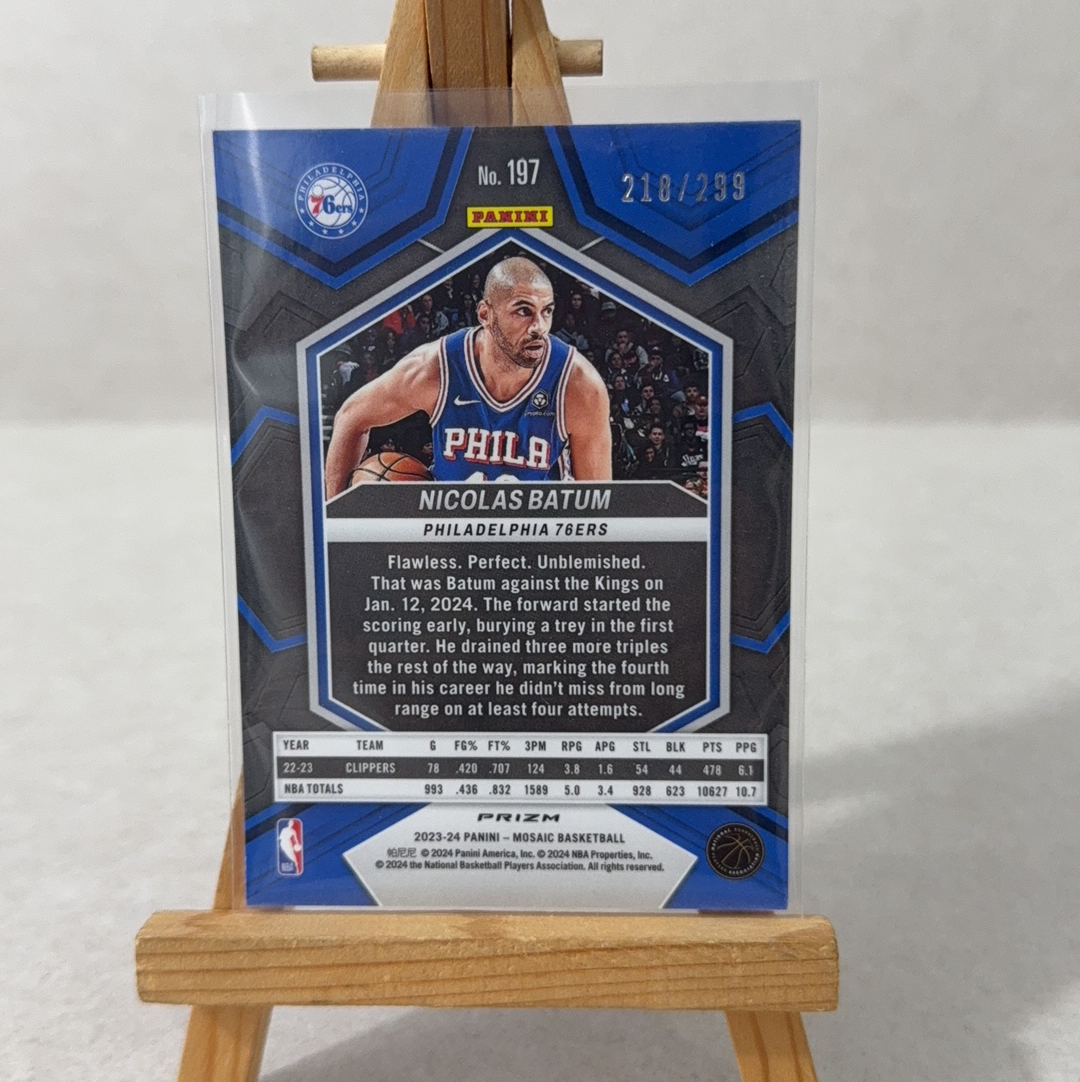 No. 197
218/299
PHILADELPHIA
76ers
PANINI
PHILA
NICOLAS BATUM
PHILADELPHIA 76ERS
Flawless. Perfect. Unblemished.
That was Batum against the Kings on
Jan. 12, 2024. The forward started the
scoring early, burying a trey in the first
quarter. He drained three more triples
the rest of the way, marking the fourth
time in his career he didn't miss from long
range on at least four attempts.
YEAR TEAM G FG% FT% 3PM RPG APG STL BLK PTS PPG
22-23 CLIPPERS 78 .420 .707 124 3.8 1.6 54 44 478 6.1
NBA TOTALS 993 .436 .832 1589 5.0 3.4 928 623 10627 10.7
PRIZM
2023-24 PANINI – MOSAIC BASKETBALL
帕尼尼 © 2024 Panini America, Inc. © 2024 NBA Properties, Inc.
© 2024 the National Basketball Players Association. All rights reserved.
NBA